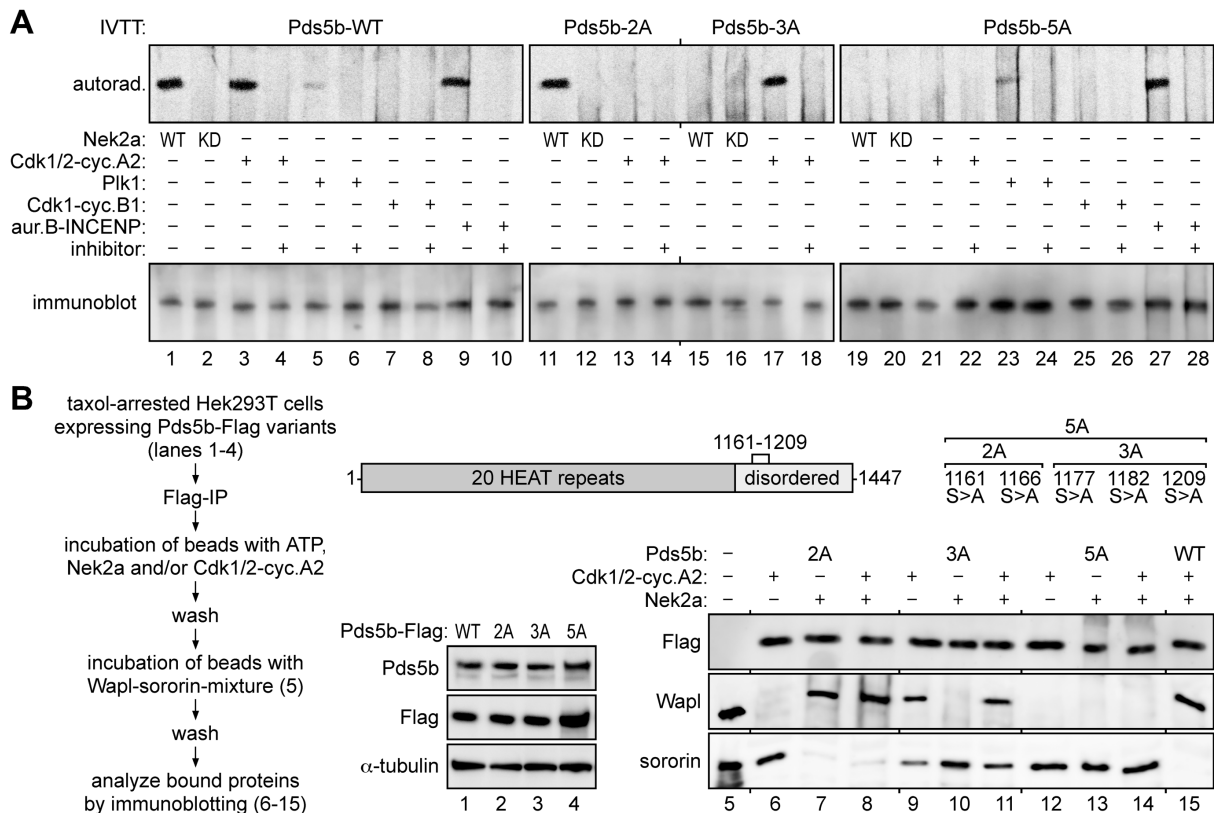 A
IVTT: Pds5b-WT Pds5b-2A Pds5b-3A Pds5b-5A
autorad.
Nek2a: WT KD – – – – – – – – WT KD – – WT KD – – WT KD – – – – – – – –
Cdk1/2-cyc.A2: – – + + – – – – – – – – + + – – + + – – + + – – – – – –
Plk1: – – – – + + – – – – – – – – – – – – – – – – + + – – – –
Cdk1-cyc.B1: – – – – – – + + – – – – – – – – – – – – – – – – + + – –
aur.B-INCENP: – – – – – – – – + + – – – – – – – – – – – – – – – – + +
inhibitor: – – – + – + – + – + – – – + – – – + – – – + – + – + – +
immunoblot
1 2 3 4 5 6 7 8 9 10 11 12 13 14 15 16 17 18 19 20 21 22 23 24 25 26 27 28
B
taxol-arrested Hek293T cells
expressing Pds5b-Flag variants
(lanes 1-4)
Flag-IP
incubation of beads with ATP,
Nek2a and/or Cdk1/2-cyc.A2
wash
incubation of beads with
Wapl-sororin-mixture (5)
wash
analyze bound proteins
by immunoblotting (6-15)
1161-1209
1- 20 HEAT repeats disordered -1447
5A
2A 3A
1161 1166 1177 1182 1209
S>A S>A S>A S>A S>A
Pds5b-Flag: WT 2A 3A 5A
Pds5b
Flag
α-tubulin
1 2 3 4
Pds5b: – 2A 3A 5A WT
Cdk1/2-cyc.A2: – + – + + – + + – + +
Nek2a: – – + + – + + – + + +
Flag
Wapl
sororin
5 6 7 8 9 10 11 12 13 14 15